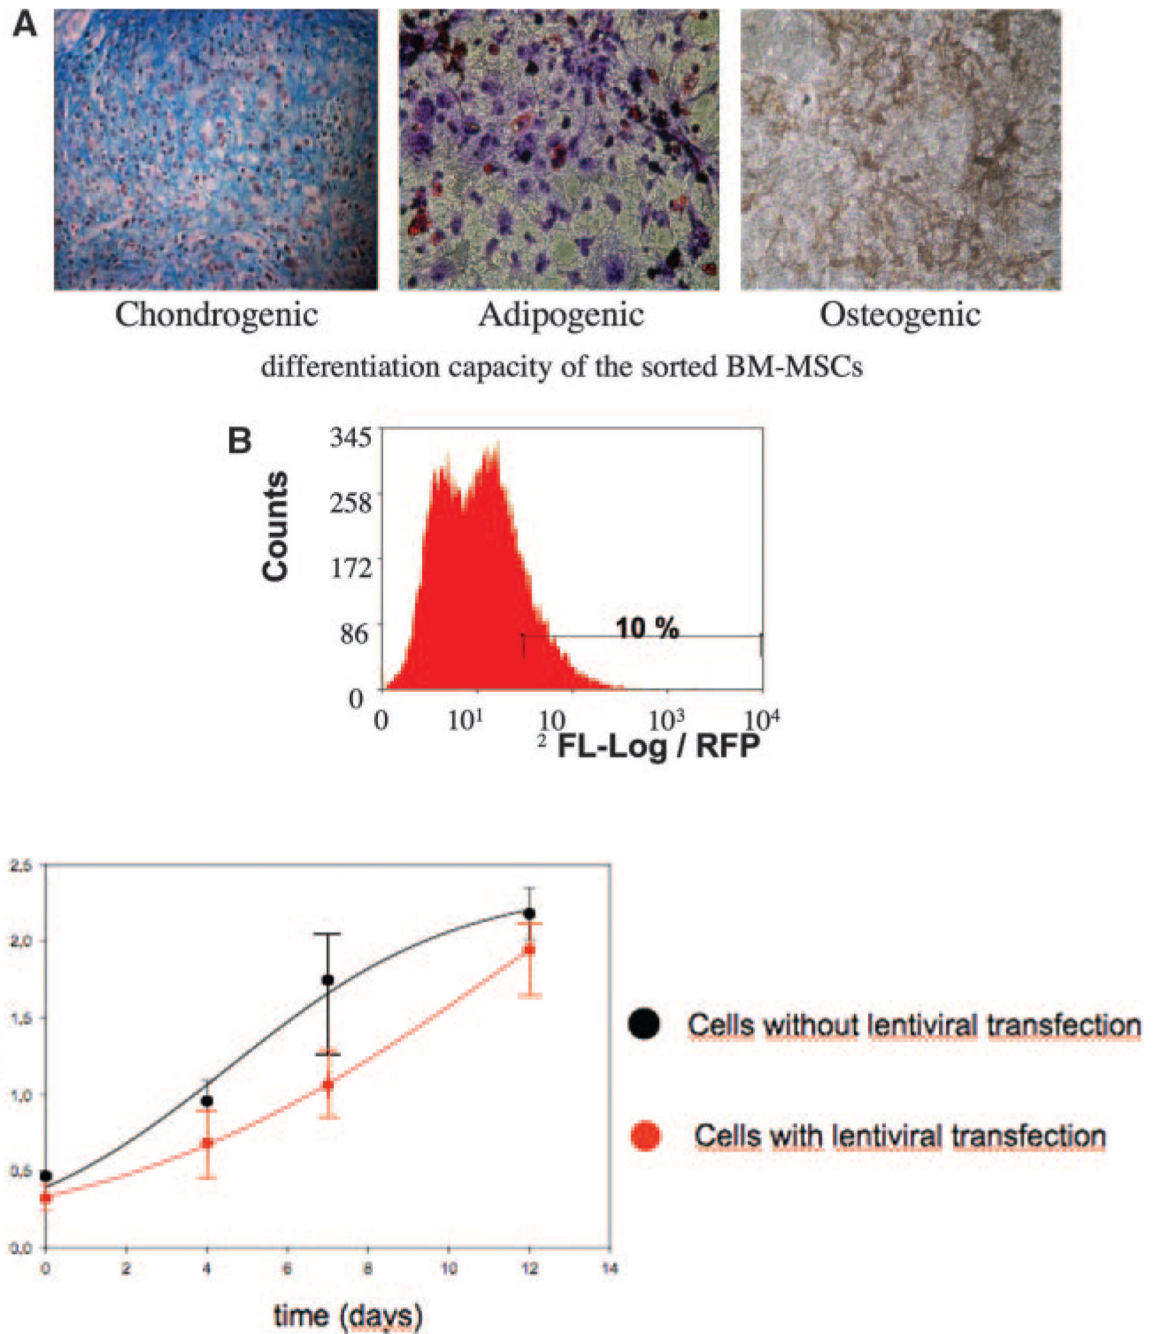 A
Chondrogenic Adipogenic Osteogenic
differentiation capacity of the sorted BM-MSCs
B
345
258
172
86
0
Counts
10 %
0 10¹ 10 10³ 10⁴
² FL-Log / RFP
2.5
2.0
1.5
1.0
0.5
0.0
0 2 4 6 8 10 12 14
time (days)
Cells without lentiviral transfection
Cells with lentiviral transfection